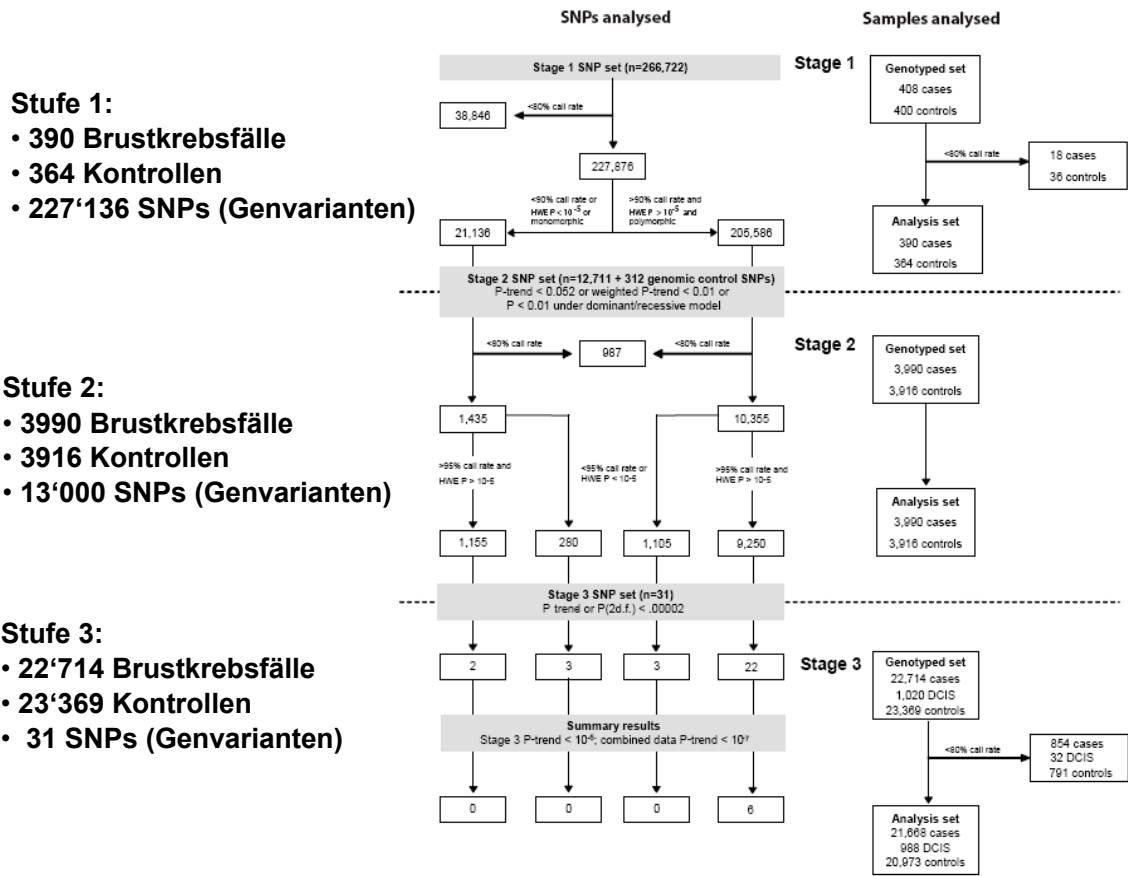 SNPs analysed
Samples analysed
Stufe 1:
• 390 Brustkrebsfälle
• 364 Kontrollen
• 227‘136 SNPs (Genvarianten)
Stage 1 SNP set (n=266,722)
<80% call rate
38,846
227,876
<90% call rate or
HWE P < 10⁻⁵ or
monomorphic
>90% call rate and
HWE P > 10⁻⁵ and
polymorphic
21,136
205,586
Stage 1
Genotyped set
408 cases
400 controls
<80% call rate
18 cases
36 controls
Analysis set
390 cases
364 controls
Stage 2 SNP set (n=12,711 + 312 genomic control SNPs)
P-trend < 0.052 or weighted P-trend < 0.01 or
P < 0.01 under dominant/recessive model
Stufe 2:
• 3990 Brustkrebsfälle
• 3916 Kontrollen
• 13‘000 SNPs (Genvarianten)
<80% call rate
987
<80% call rate
1,435
10,355
>95% call rate and
HWE P > 10-5
<95% call rate or
HWE P < 10-5
>95% call rate and
HWE P > 10-5
1,155
280
1,105
9,250
Stage 2
Genotyped set
3,990 cases
3,916 controls
Analysis set
3,990 cases
3,916 controls
Stage 3 SNP set (n=31)
P trend or P(2d.f.) < .00002
Stufe 3:
• 22‘714 Brustkrebsfälle
• 23‘369 Kontrollen
• 31 SNPs (Genvarianten)
2
3
3
22
Summary results
Stage 3 P-trend < 10⁻⁵; combined data P-trend < 10⁻⁷
0
0
0
6
Stage 3
Genotyped set
22,714 cases
1,020 DCIS
23,369 controls
<80% call rate
854 cases
32 DCIS
791 controls
Analysis set
21,668 cases
988 DCIS
20,973 controls